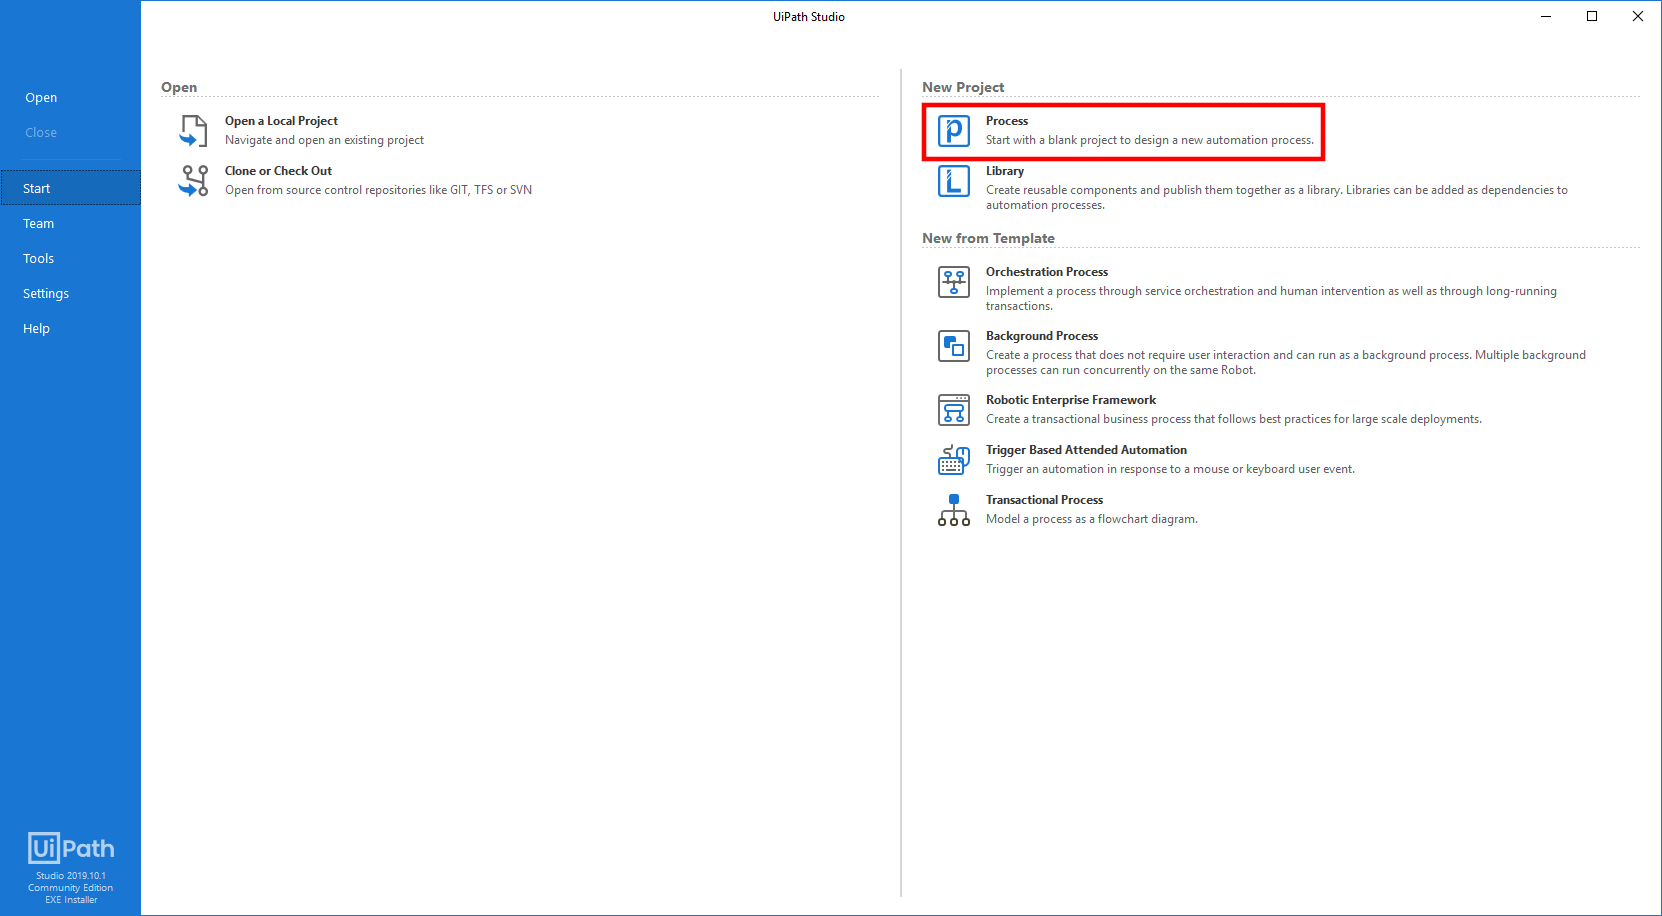 UiPath Studio
Open
Close
Start
Team
Tools
Settings
Help
Open
Open a Local Project
Navigate and open an existing project
Clone or Check Out
Open from source control repositories like GIT, TFS or SVN
New Project
Process
Start with a blank project to design a new automation process.
Library
Create reusable components and publish them together as a library. Libraries can be added as dependencies to
automation processes.
New from Template
Orchestration Process
Implement a process through service orchestration and human intervention as well as through long-running
transactions.
Background Process
Create a process that does not require user interaction and can run as a background process. Multiple background
processes can run concurrently on the same Robot.
Robotic Enterprise Framework
Create a transactional business process that follows best practices for large scale deployments.
Trigger Based Attended Automation
Trigger an automation in response to a mouse or keyboard user event.
Transactional Process
Model a process as a flowchart diagram.
UiPath
Studio 2019.10.1
Community Edition
EXE Installer